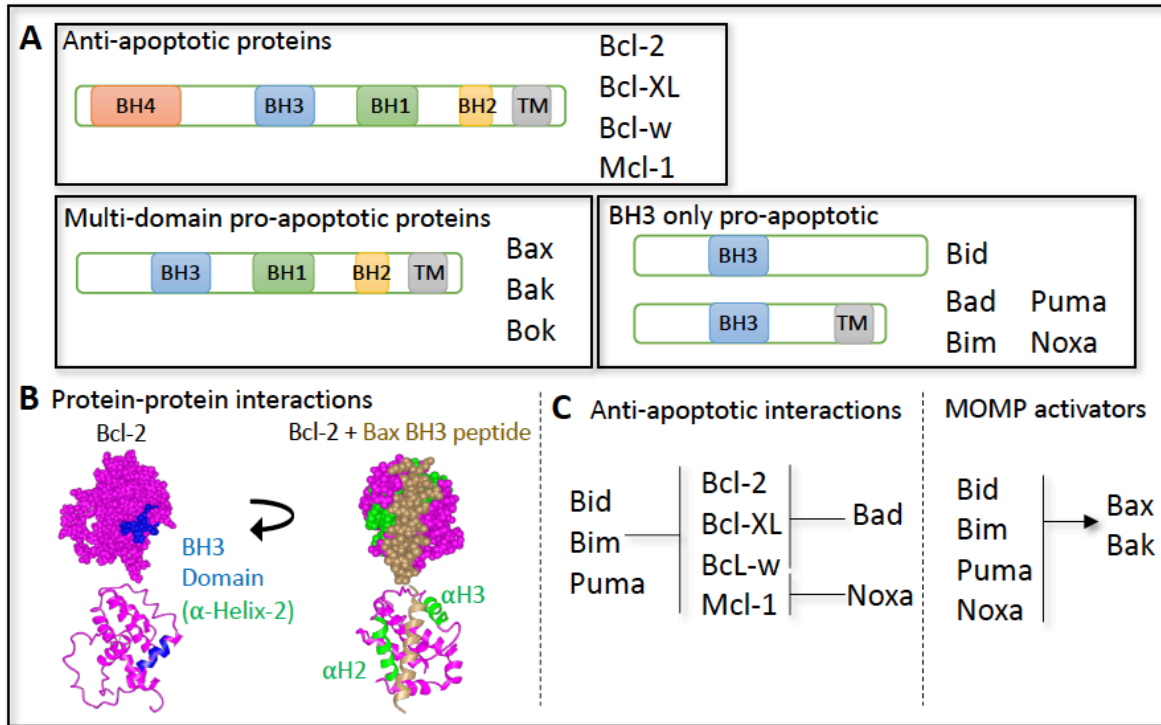 A Anti-apoptotic proteins
BH4 BH3 BH1 BH2 TM
Bcl-2
Bcl-XL
Bcl-w
Mcl-1
Multi-domain pro-apoptotic proteins
BH3 BH1 BH2 TM
Bax
Bak
Bok
BH3 only pro-apoptotic
BH3
Bid
BH3 TM
Bad Puma
Bim Noxa
B Protein-protein interactions
Bcl-2
BH3
Domain
(α-Helix-2)
Bcl-2 + Bax BH3 peptide
αH3
αH2
C Anti-apoptotic interactions
Bid
Bim
Puma
Bcl-2
Bcl-XL
BcL-w
Mcl-1
Bad
Noxa
MOMP activators
Bid
Bim
Puma
Noxa
Bax
Bak